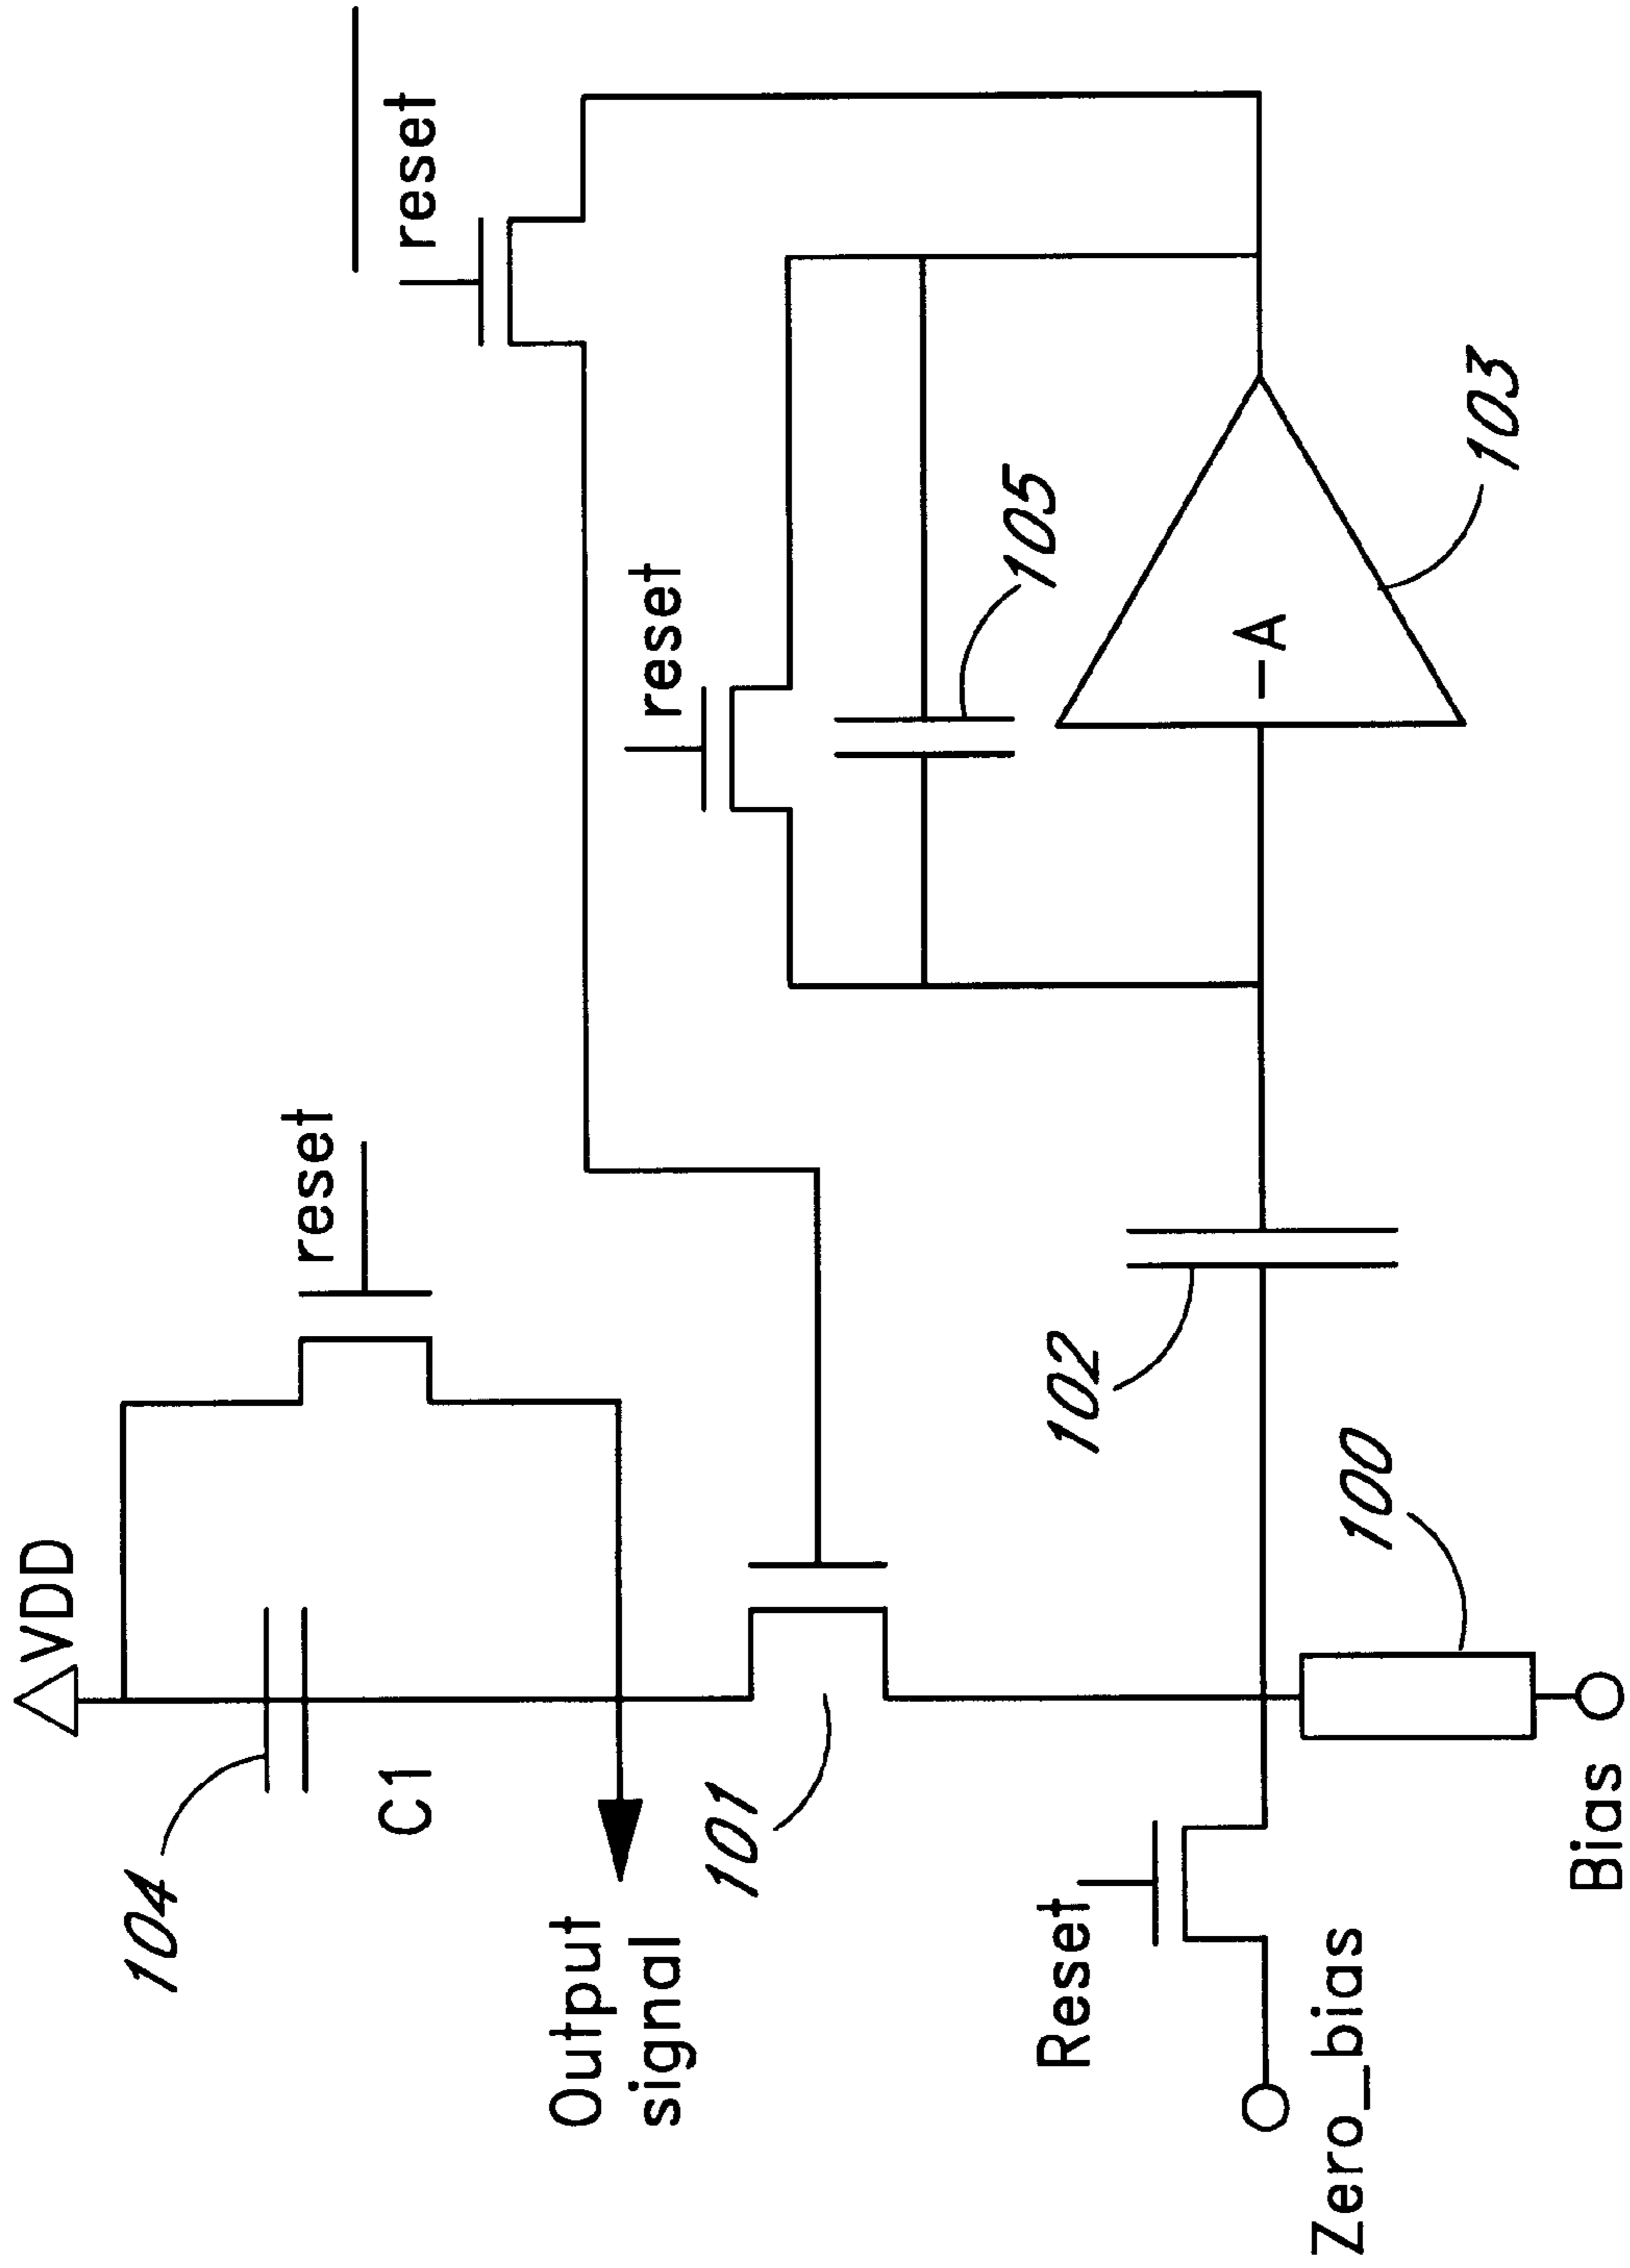 VDD
104
C1
reset
reset
reset
Output
signal
101
105
-A
103
102
100
Reset
Zero_bias
Bias